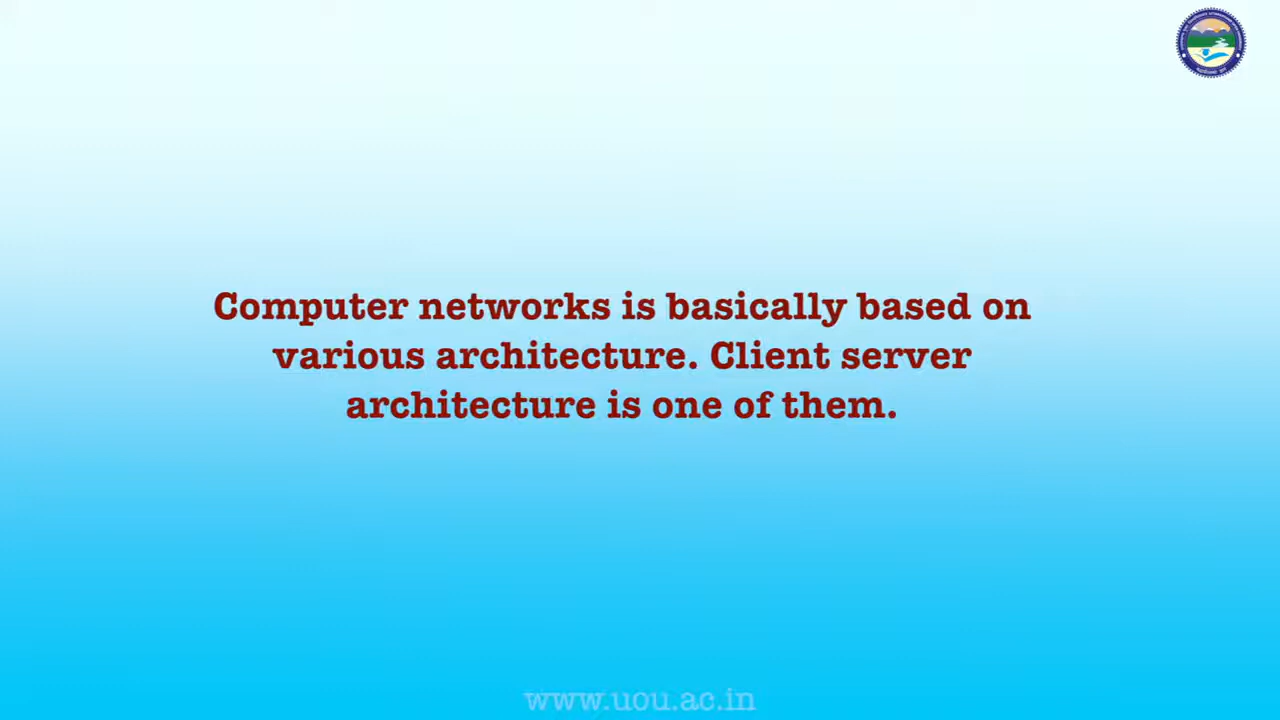 Computer networks is basically based on
various architecture. Client server
architecture is one of them.
www.uou.ac.in